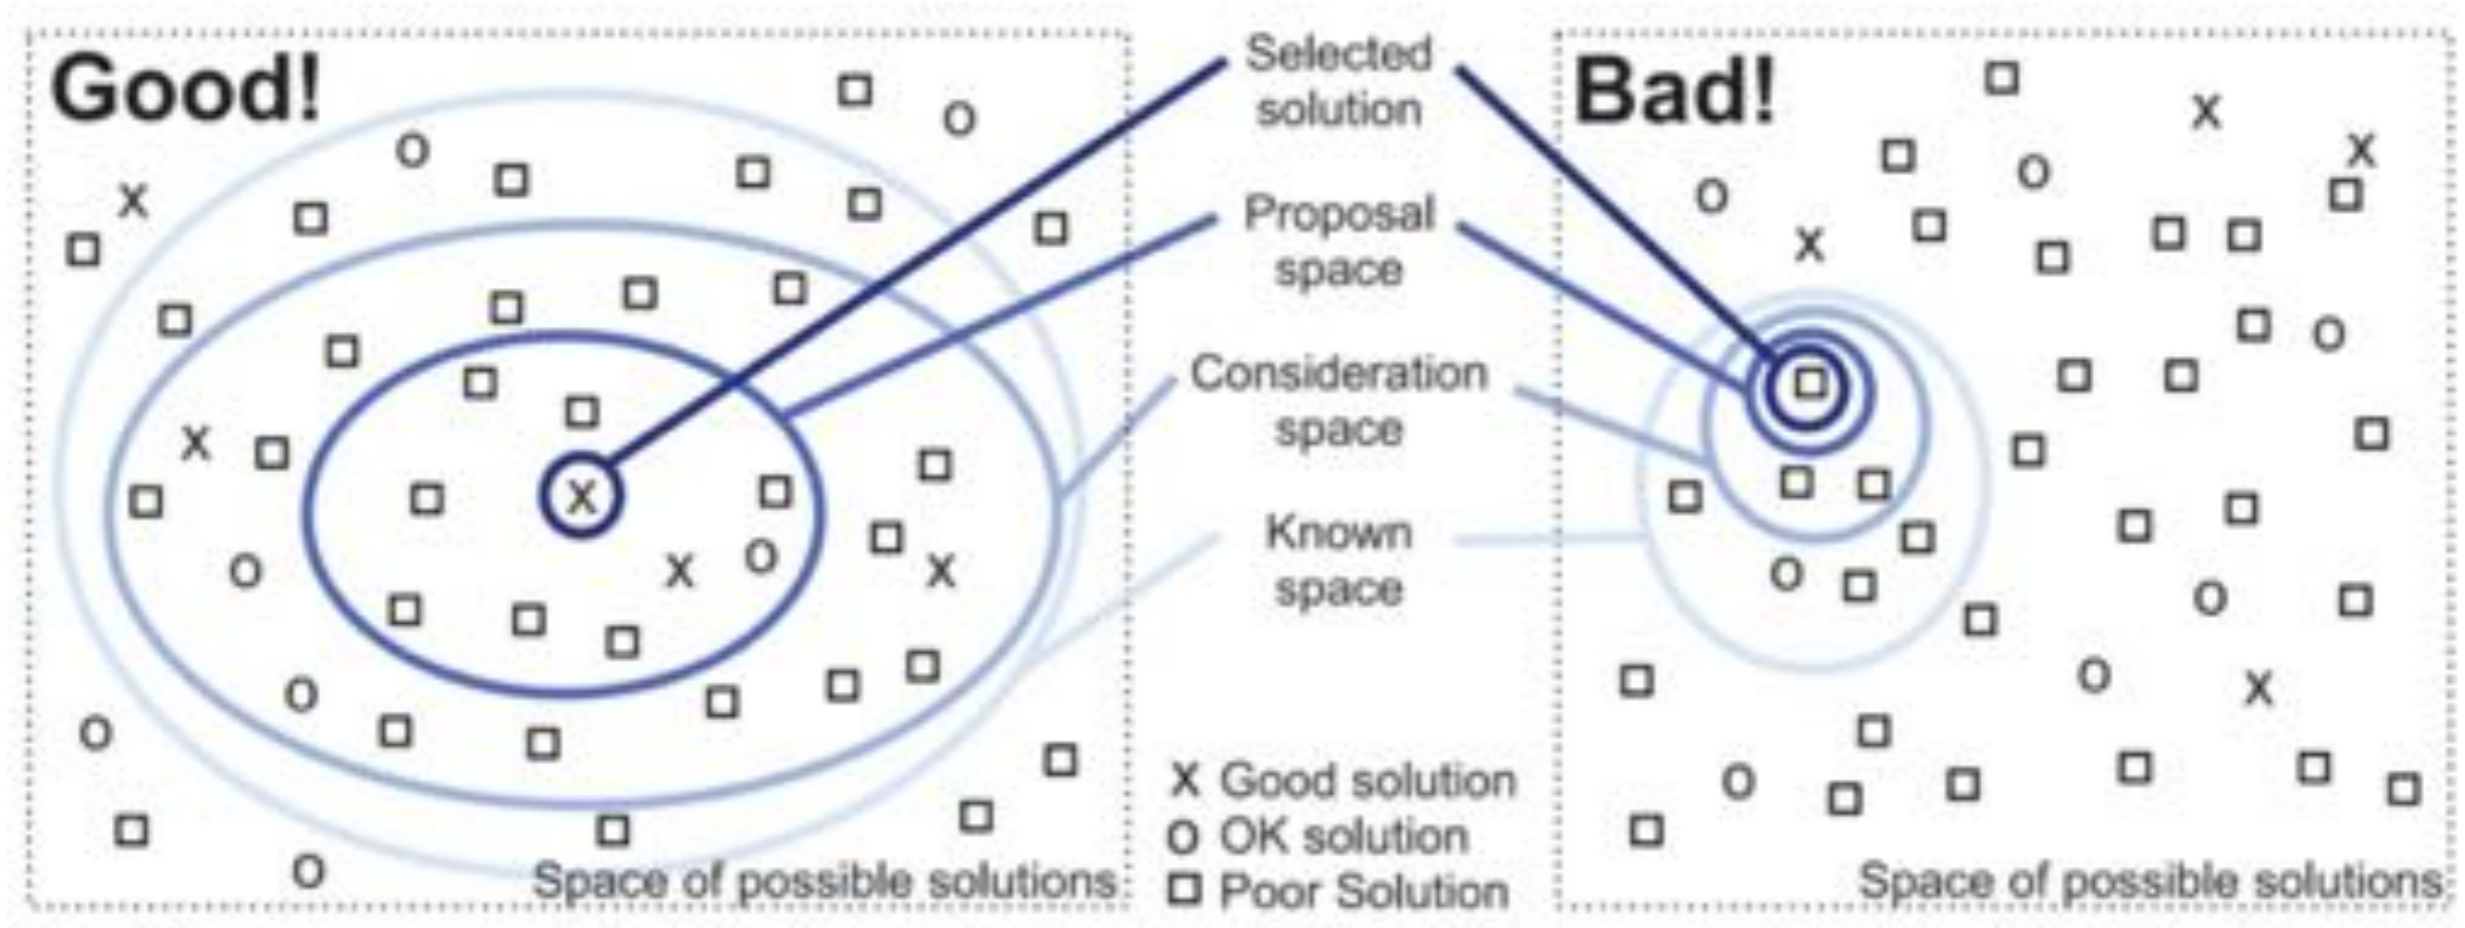 Good!
Selected
solution
Proposal
space
Consideration
space
Known
space
X Good solution
O OK solution
□ Poor Solution
Space of possible solutions
Bad!
Space of possible solutions